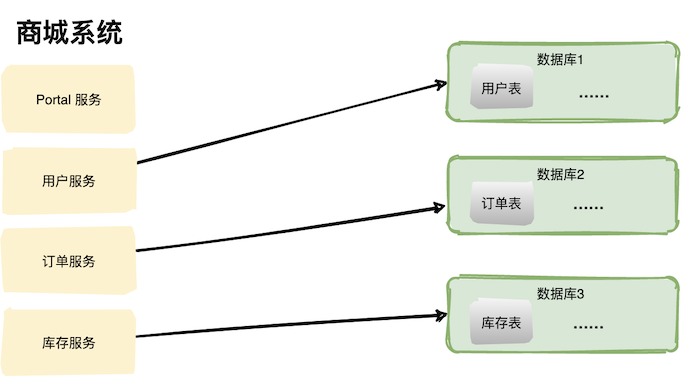 商城系统
Portal 服务
用户服务
订单服务
库存服务
数据库1
用户表
......
数据库2
订单表
......
数据库3
库存表
......